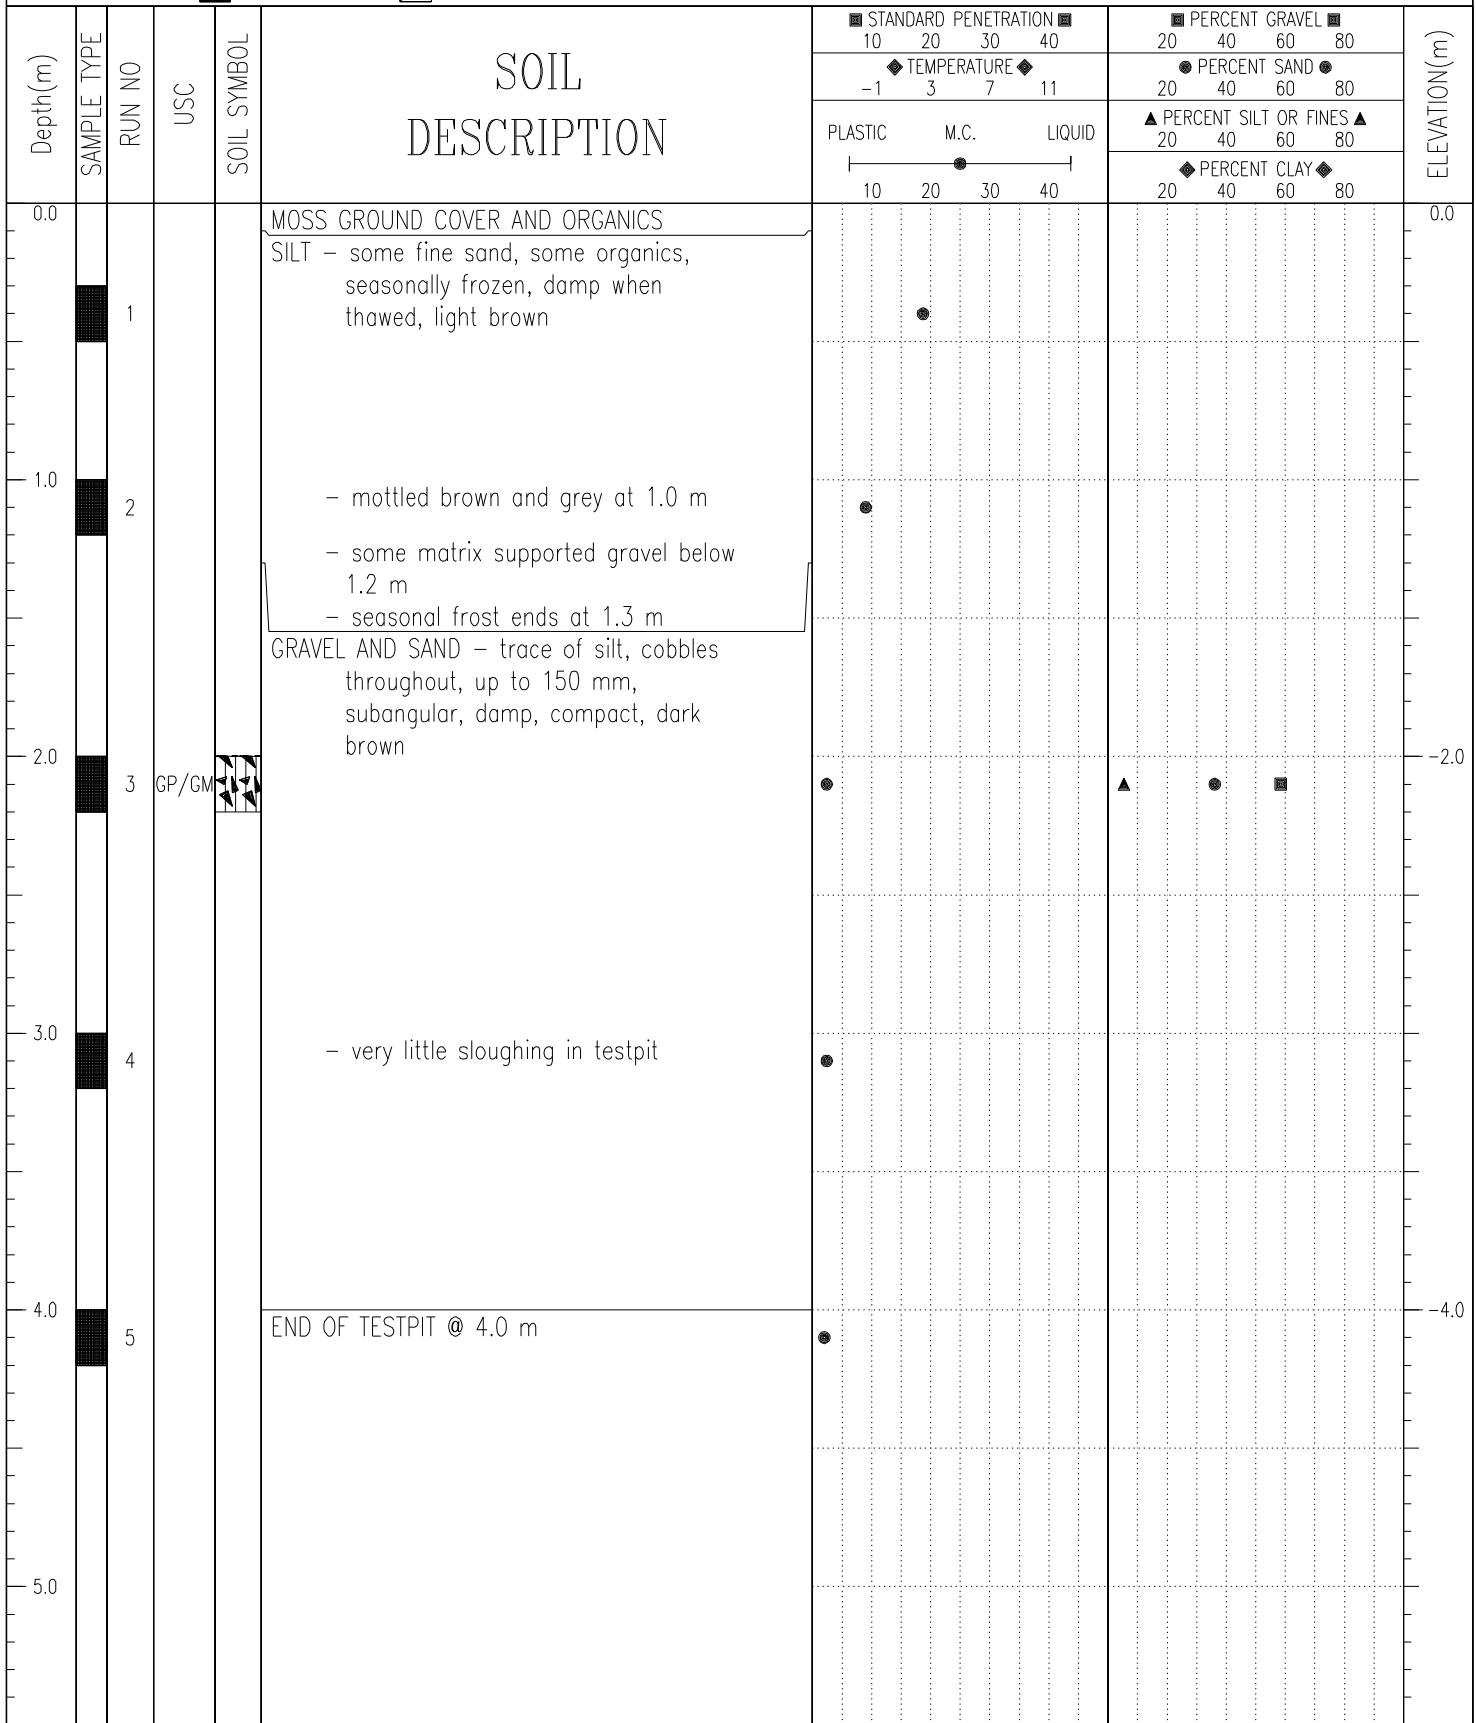 Depth(m)
SAMPLE TYPE
RUN NO
USC
SOIL SYMBOL
SOIL
DESCRIPTION
STANDARD PENETRATION
10 20 30 40
TEMPERATURE
-1 3 7 11
PLASTIC M.C. LIQUID
10 20 30 40
PERCENT GRAVEL
20 40 60 80
PERCENT SAND
20 40 60 80
PERCENT SILT OR FINES
20 40 60 80
PERCENT CLAY
20 40 60 80
ELEVATION(m)
0.0
0.0
MOSS GROUND COVER AND ORGANICS
SILT – some fine sand, some organics,
seasonally frozen, damp when
thawed, light brown
1
1.0
– mottled brown and grey at 1.0 m
2
– some matrix supported gravel below
1.2 m
– seasonal frost ends at 1.3 m
GRAVEL AND SAND – trace of silt, cobbles
throughout, up to 150 mm,
subangular, damp, compact, dark
brown
2.0
-2.0
3 GP/GM
3.0
– very little sloughing in testpit
4
4.0
-4.0
END OF TESTPIT @ 4.0 m
5
5.0